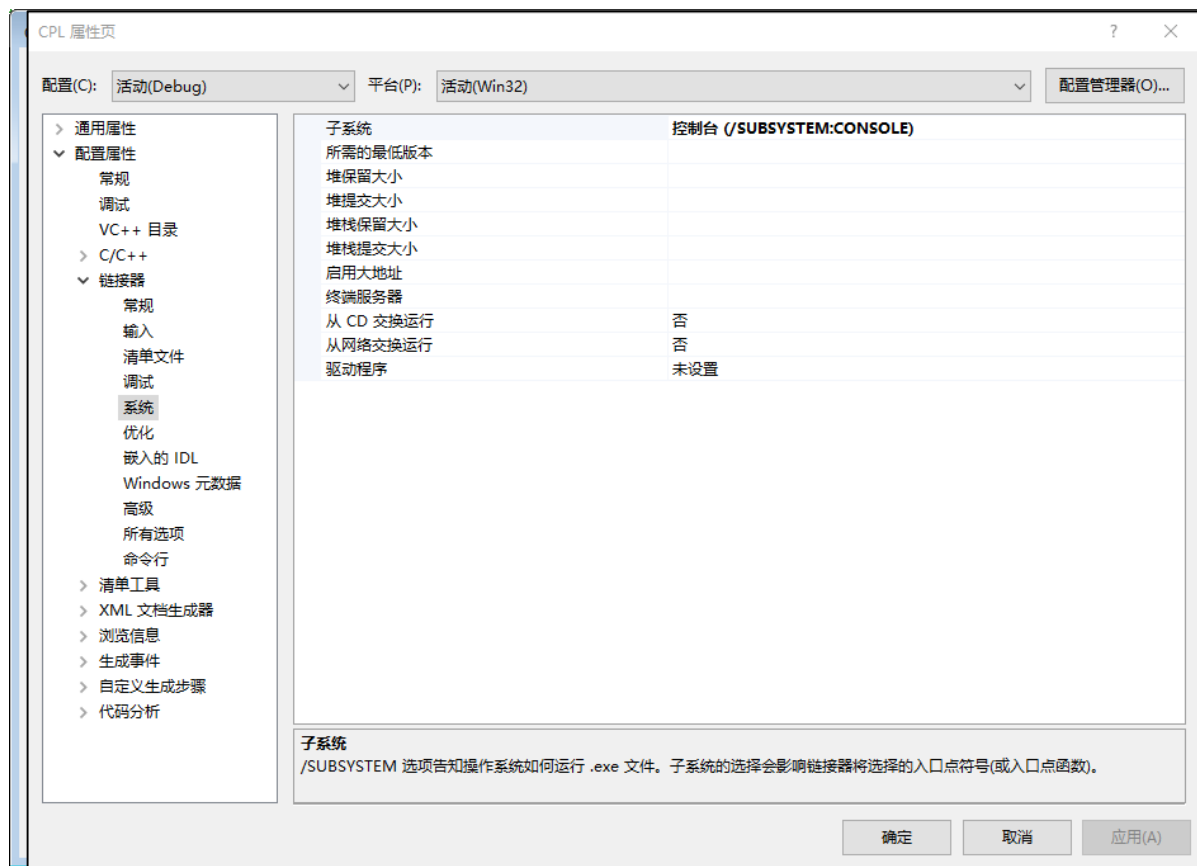 CPL 属性页
配置(C): 活动(Debug) 平台(P): 活动(Win32) 配置管理器(O)...
通用属性
配置属性
常规
调试
VC++ 目录
C/C++
链接器
常规
输入
清单文件
调试
系统
优化
嵌入的 IDL
Windows 元数据
高级
所有选项
命令行
清单工具
XML 文档生成器
浏览信息
生成事件
自定义生成步骤
代码分析
子系统 控制台 (/SUBSYSTEM:CONSOLE)
所需的最低版本
堆保留大小
堆提交大小
堆栈保留大小
堆栈提交大小
启用大地址
终端服务器
从 CD 交换运行 否
从网络交换运行 否
驱动程序 未设置
子系统
/SUBSYSTEM 选项告知操作系统如何运行 .exe 文件。子系统的选择会影响链接器将选择的入口点符号(或入口点函数)。
确定 取消 应用(A)